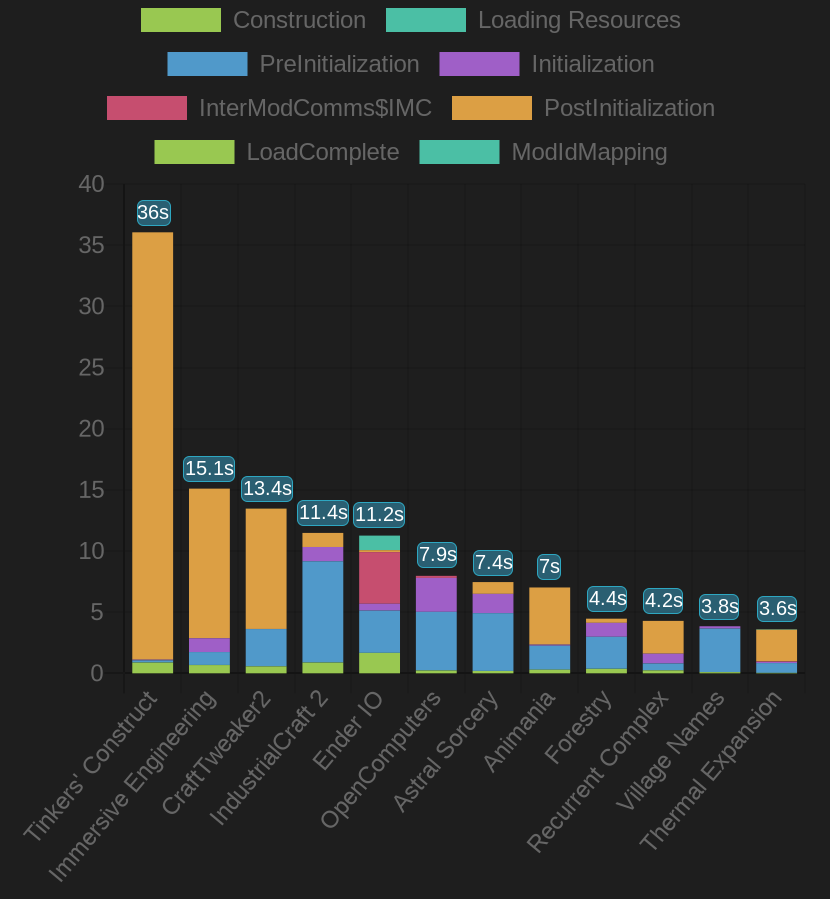 Construction Loading Resources
PreInitialization Initialization
InterModComms$IMC PostInitialization
LoadComplete ModIdMapping
40
36s
35
30
25
20
15
15.1s
13.4s
11.4s
11.2s
10
7.9s
7.4s
7s
5
4.4s
4.2s
3.8s
3.6s
0
Tinkers' Construct
Immersive Engineering
CraftTweaker2
IndustrialCraft 2
Ender IO
OpenComputers
Astral Sorcery
Animania
Forestry
Recurrent Complex
Village Names
Thermal Expansion